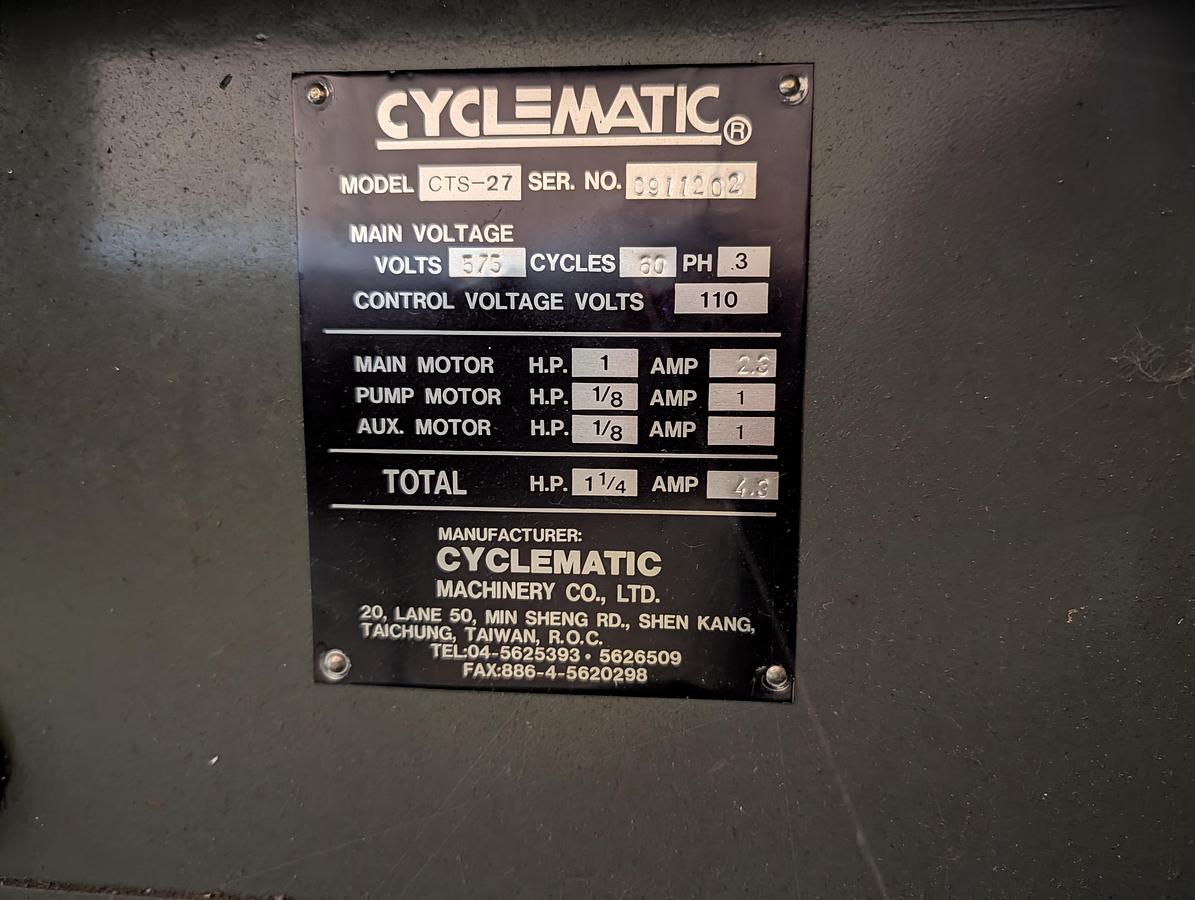 CYCLEMATIC®
MODEL CTS-27 SER. NO. 0911202
MAIN VOLTAGE
VOLTS 575 CYCLES 60 PH .3
CONTROL VOLTAGE VOLTS 110
MAIN MOTOR H.P. 1 AMP 2.3
PUMP MOTOR H.P. 1/8 AMP 1
AUX. MOTOR H.P. 1/8 AMP 1
TOTAL H.P. 1 1/4 AMP 4.3
MANUFACTURER:
CYCLEMATIC
MACHINERY CO., LTD.
20, LANE 50, MIN SHENG RD., SHEN KANG,
TAICHUNG, TAIWAN, R.O.C.
TEL:04-5625393 • 5626509
FAX:886-4-5620298